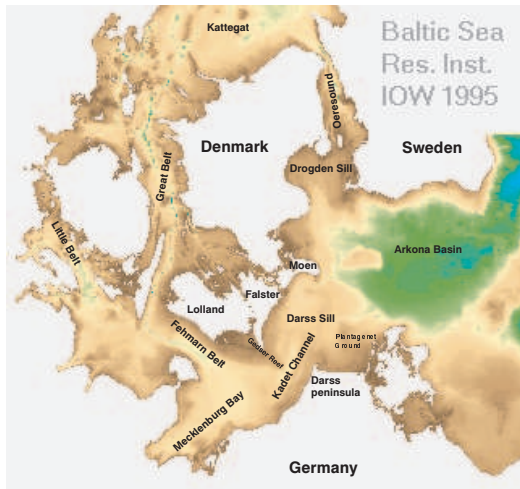 Kattegat
Baltic Sea
Res. Inst.
IOW 1995
Oeresound
Denmark
Sweden
Drogden Sill
Great Belt
Little Belt
Arkona Basin
Moen
Falster
Lolland
Darss Sill
Fehmarn Belt
Gedser Reef
Kadet Channel
Plantagenet
Ground
Darss
peninsula
Mecklenburg Bay
Germany